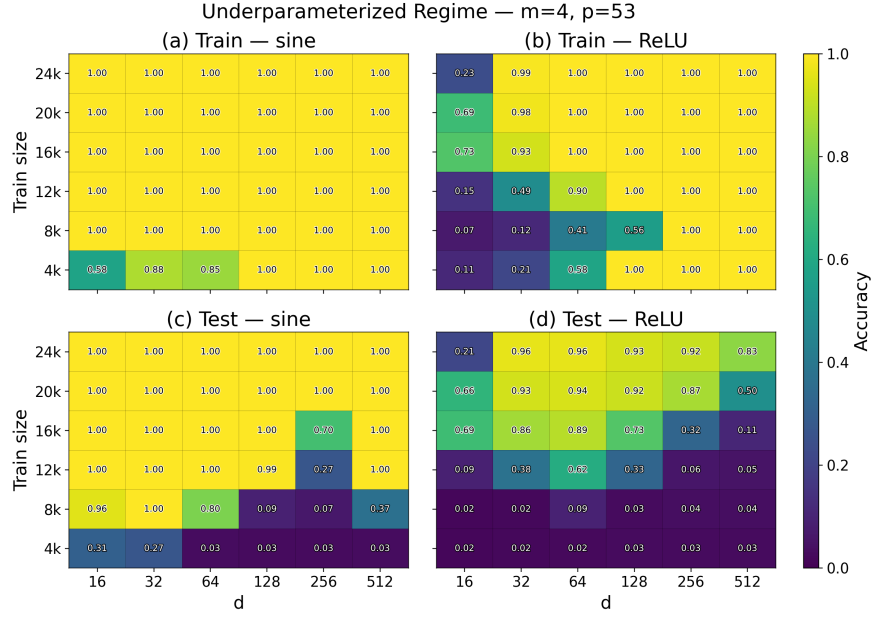 Underparameterized Regime — m=4, p=53
(a) Train — sine
(b) Train — ReLU
Train size
24k 1.00 1.00 1.00 1.00 1.00 1.00
20k 1.00 1.00 1.00 1.00 1.00 1.00
16k 1.00 1.00 1.00 1.00 1.00 1.00
12k 1.00 1.00 1.00 1.00 1.00 1.00
8k 1.00 1.00 1.00 1.00 1.00 1.00
4k 0.58 0.88 0.85 1.00 1.00 1.00
0.23 0.99 1.00 1.00 1.00 1.00
0.69 0.98 1.00 1.00 1.00 1.00
0.73 0.93 1.00 1.00 1.00 1.00
0.15 0.49 0.90 1.00 1.00 1.00
0.07 0.12 0.41 0.56 1.00 1.00
0.11 0.21 0.58 1.00 1.00 1.00
(c) Test — sine
(d) Test — ReLU
Train size
24k 1.00 1.00 1.00 1.00 1.00 1.00
20k 1.00 1.00 1.00 1.00 1.00 1.00
16k 1.00 1.00 1.00 1.00 0.70 1.00
12k 1.00 1.00 1.00 0.99 0.27 1.00
8k 0.96 1.00 0.80 0.09 0.07 0.37
4k 0.31 0.27 0.03 0.03 0.03 0.03
16 32 64 128 256 512
d
0.21 0.96 0.96 0.93 0.92 0.83
0.66 0.93 0.94 0.92 0.87 0.50
0.69 0.86 0.89 0.73 0.32 0.11
0.09 0.38 0.62 0.33 0.06 0.05
0.02 0.02 0.09 0.03 0.04 0.04
0.02 0.02 0.02 0.03 0.03 0.03
16 32 64 128 256 512
d
1.0
0.8
0.6
0.4
0.2
0.0
Accuracy